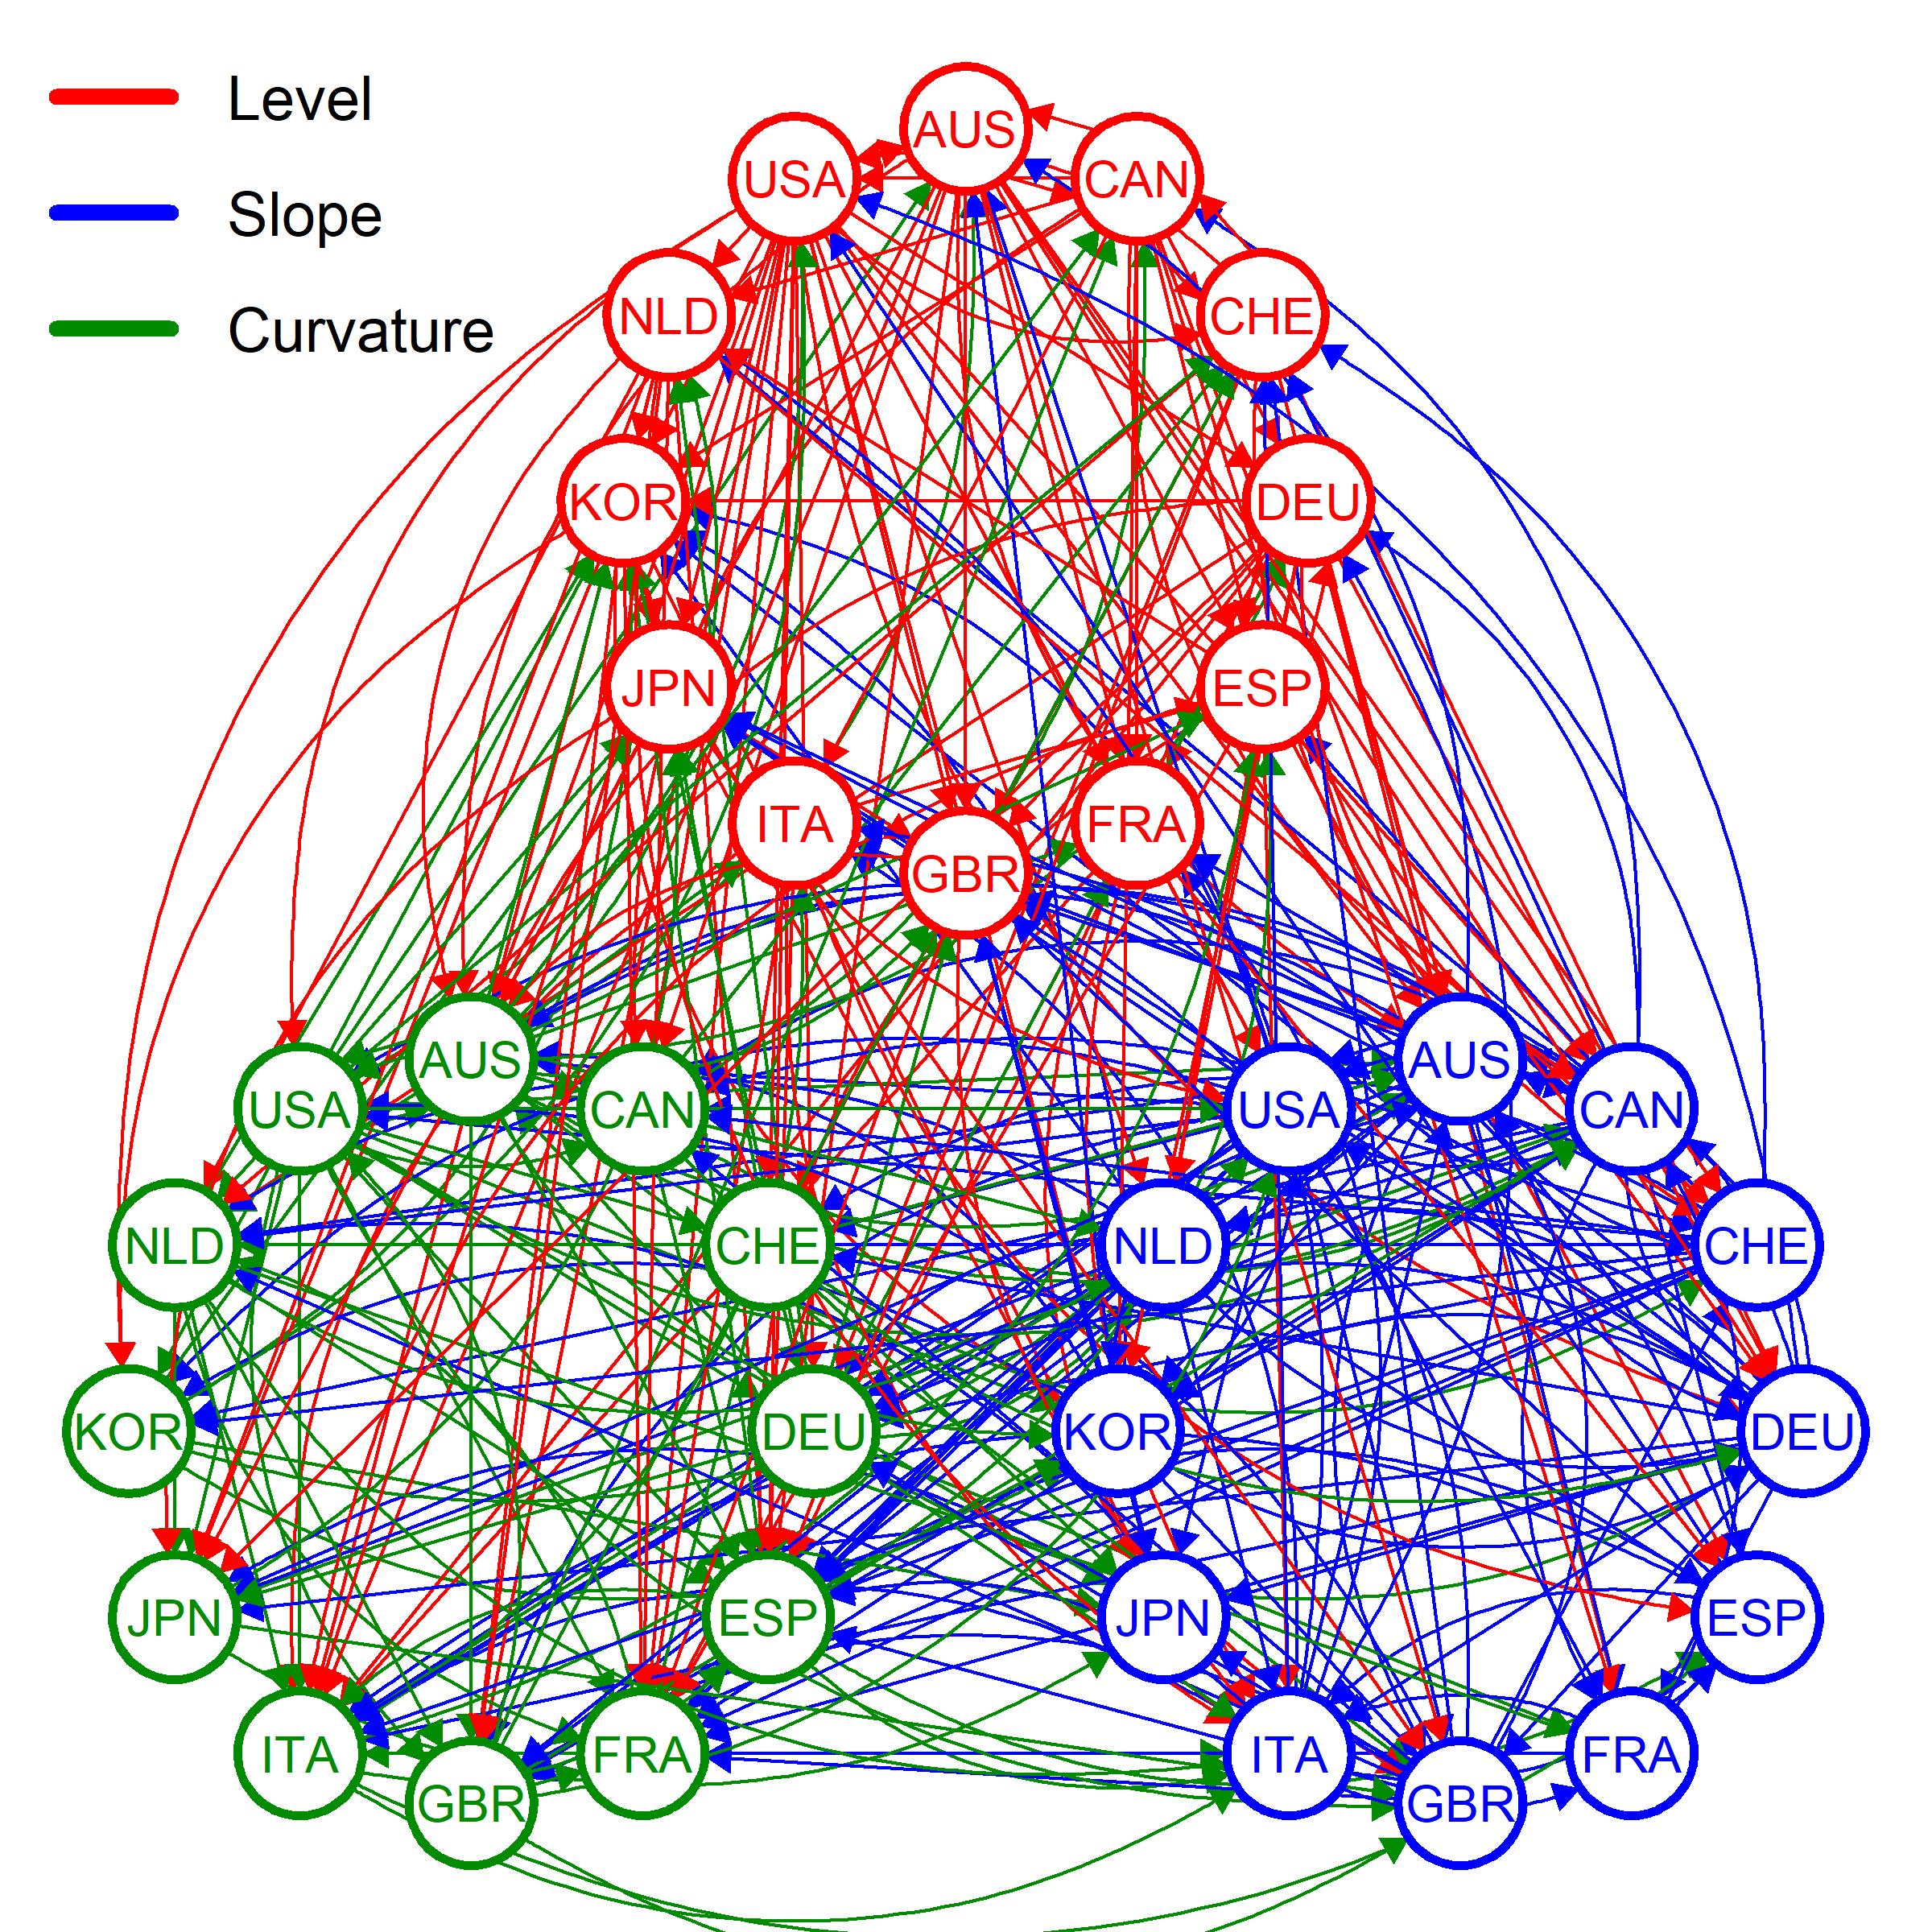 Level
Slope
Curvature
AUS
USA
CAN
NLD
CHE
KOR
DEU
JPN
ESP
ITA
FRA
GBR
AUS
USA
CAN
NLD
CHE
KOR
DEU
JPN
ESP
ITA
FRA
GBR
AUS
USA
CAN
NLD
CHE
KOR
DEU
JPN
ESP
ITA
FRA
GBR